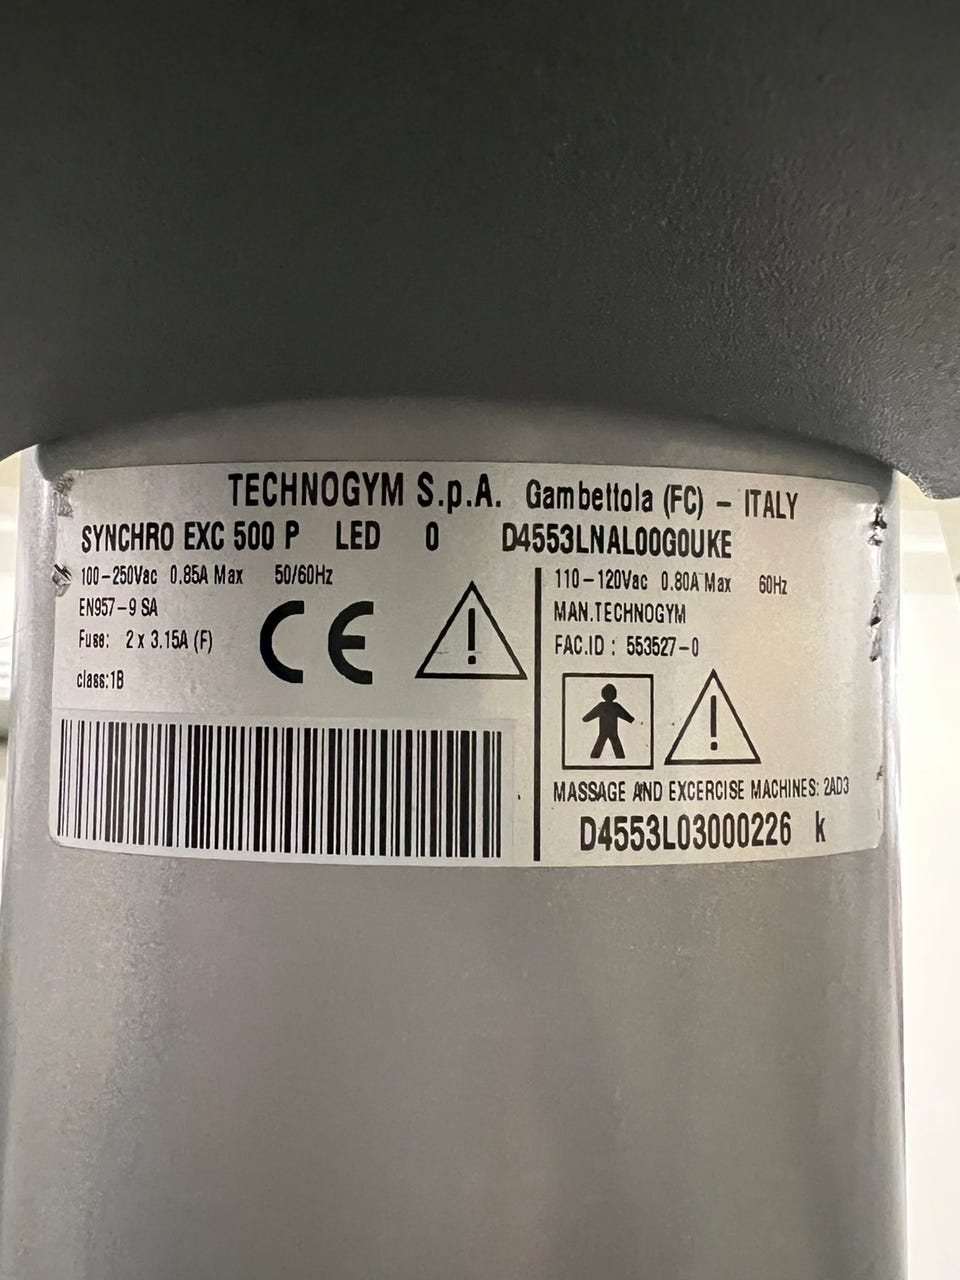 TECHNOGYM S.p.A. Gambettola (FC) - ITALY
SYNCHRO EXC 500 P LED 0 D4553LNAL00G0UKE
100-250Vac 0.85A Max 50/60Hz
EN957-9 SA
Fuse: 2 x 3.15A (F)
class:1B
CE
110-120Vac 0.80A Max 60Hz
MAN.TECHNOGYM
FAC.ID : 553527-0
MASSAGE AND EXCERCISE MACHINES: 2AD3
D4553L03000226 k